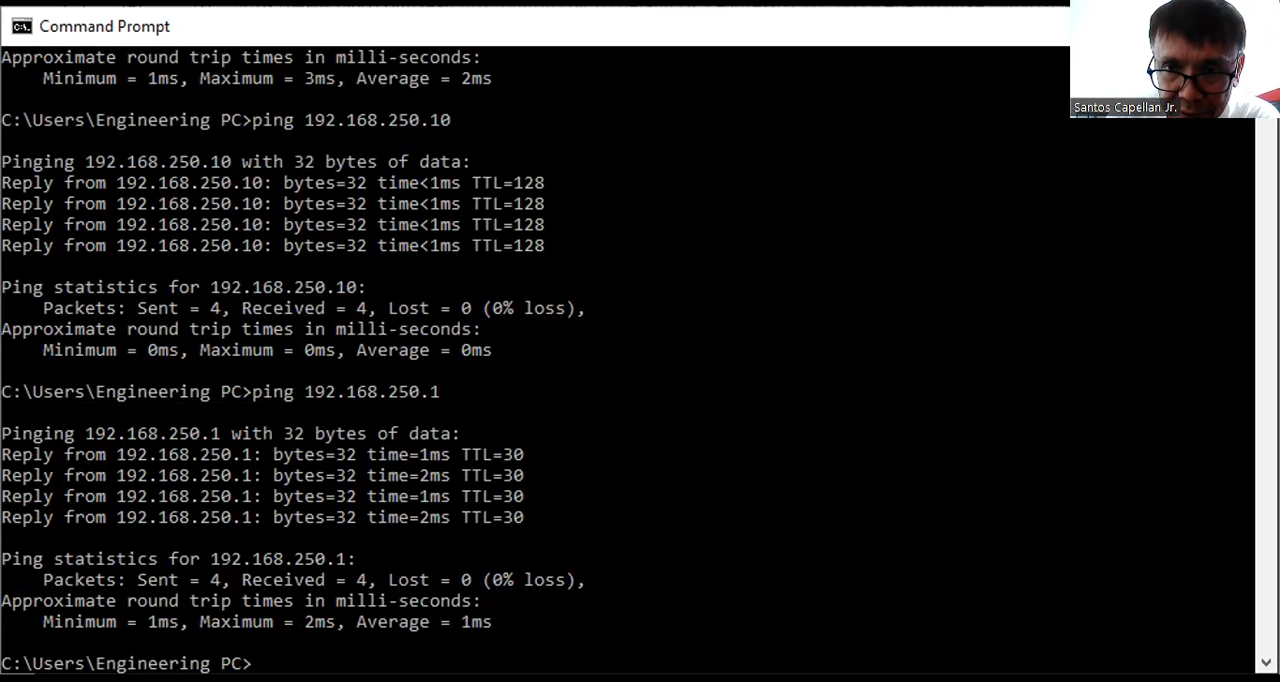 Command Prompt
Santos Capellan Jr.
Approximate round trip times in milli-seconds:
    Minimum = 1ms, Maximum = 3ms, Average = 2ms
C:\Users\Engineering PC>ping 192.168.250.10
Pinging 192.168.250.10 with 32 bytes of data:
Reply from 192.168.250.10: bytes=32 time<1ms TTL=128
Reply from 192.168.250.10: bytes=32 time<1ms TTL=128
Reply from 192.168.250.10: bytes=32 time<1ms TTL=128
Reply from 192.168.250.10: bytes=32 time<1ms TTL=128
Ping statistics for 192.168.250.10:
    Packets: Sent = 4, Received = 4, Lost = 0 (0% loss),
Approximate round trip times in milli-seconds:
    Minimum = 0ms, Maximum = 0ms, Average = 0ms
C:\Users\Engineering PC>ping 192.168.250.1
Pinging 192.168.250.1 with 32 bytes of data:
Reply from 192.168.250.1: bytes=32 time=1ms TTL=30
Reply from 192.168.250.1: bytes=32 time=2ms TTL=30
Reply from 192.168.250.1: bytes=32 time=1ms TTL=30
Reply from 192.168.250.1: bytes=32 time=2ms TTL=30
Ping statistics for 192.168.250.1:
    Packets: Sent = 4, Received = 4, Lost = 0 (0% loss),
Approximate round trip times in milli-seconds:
    Minimum = 1ms, Maximum = 2ms, Average = 1ms
C:\Users\Engineering PC>